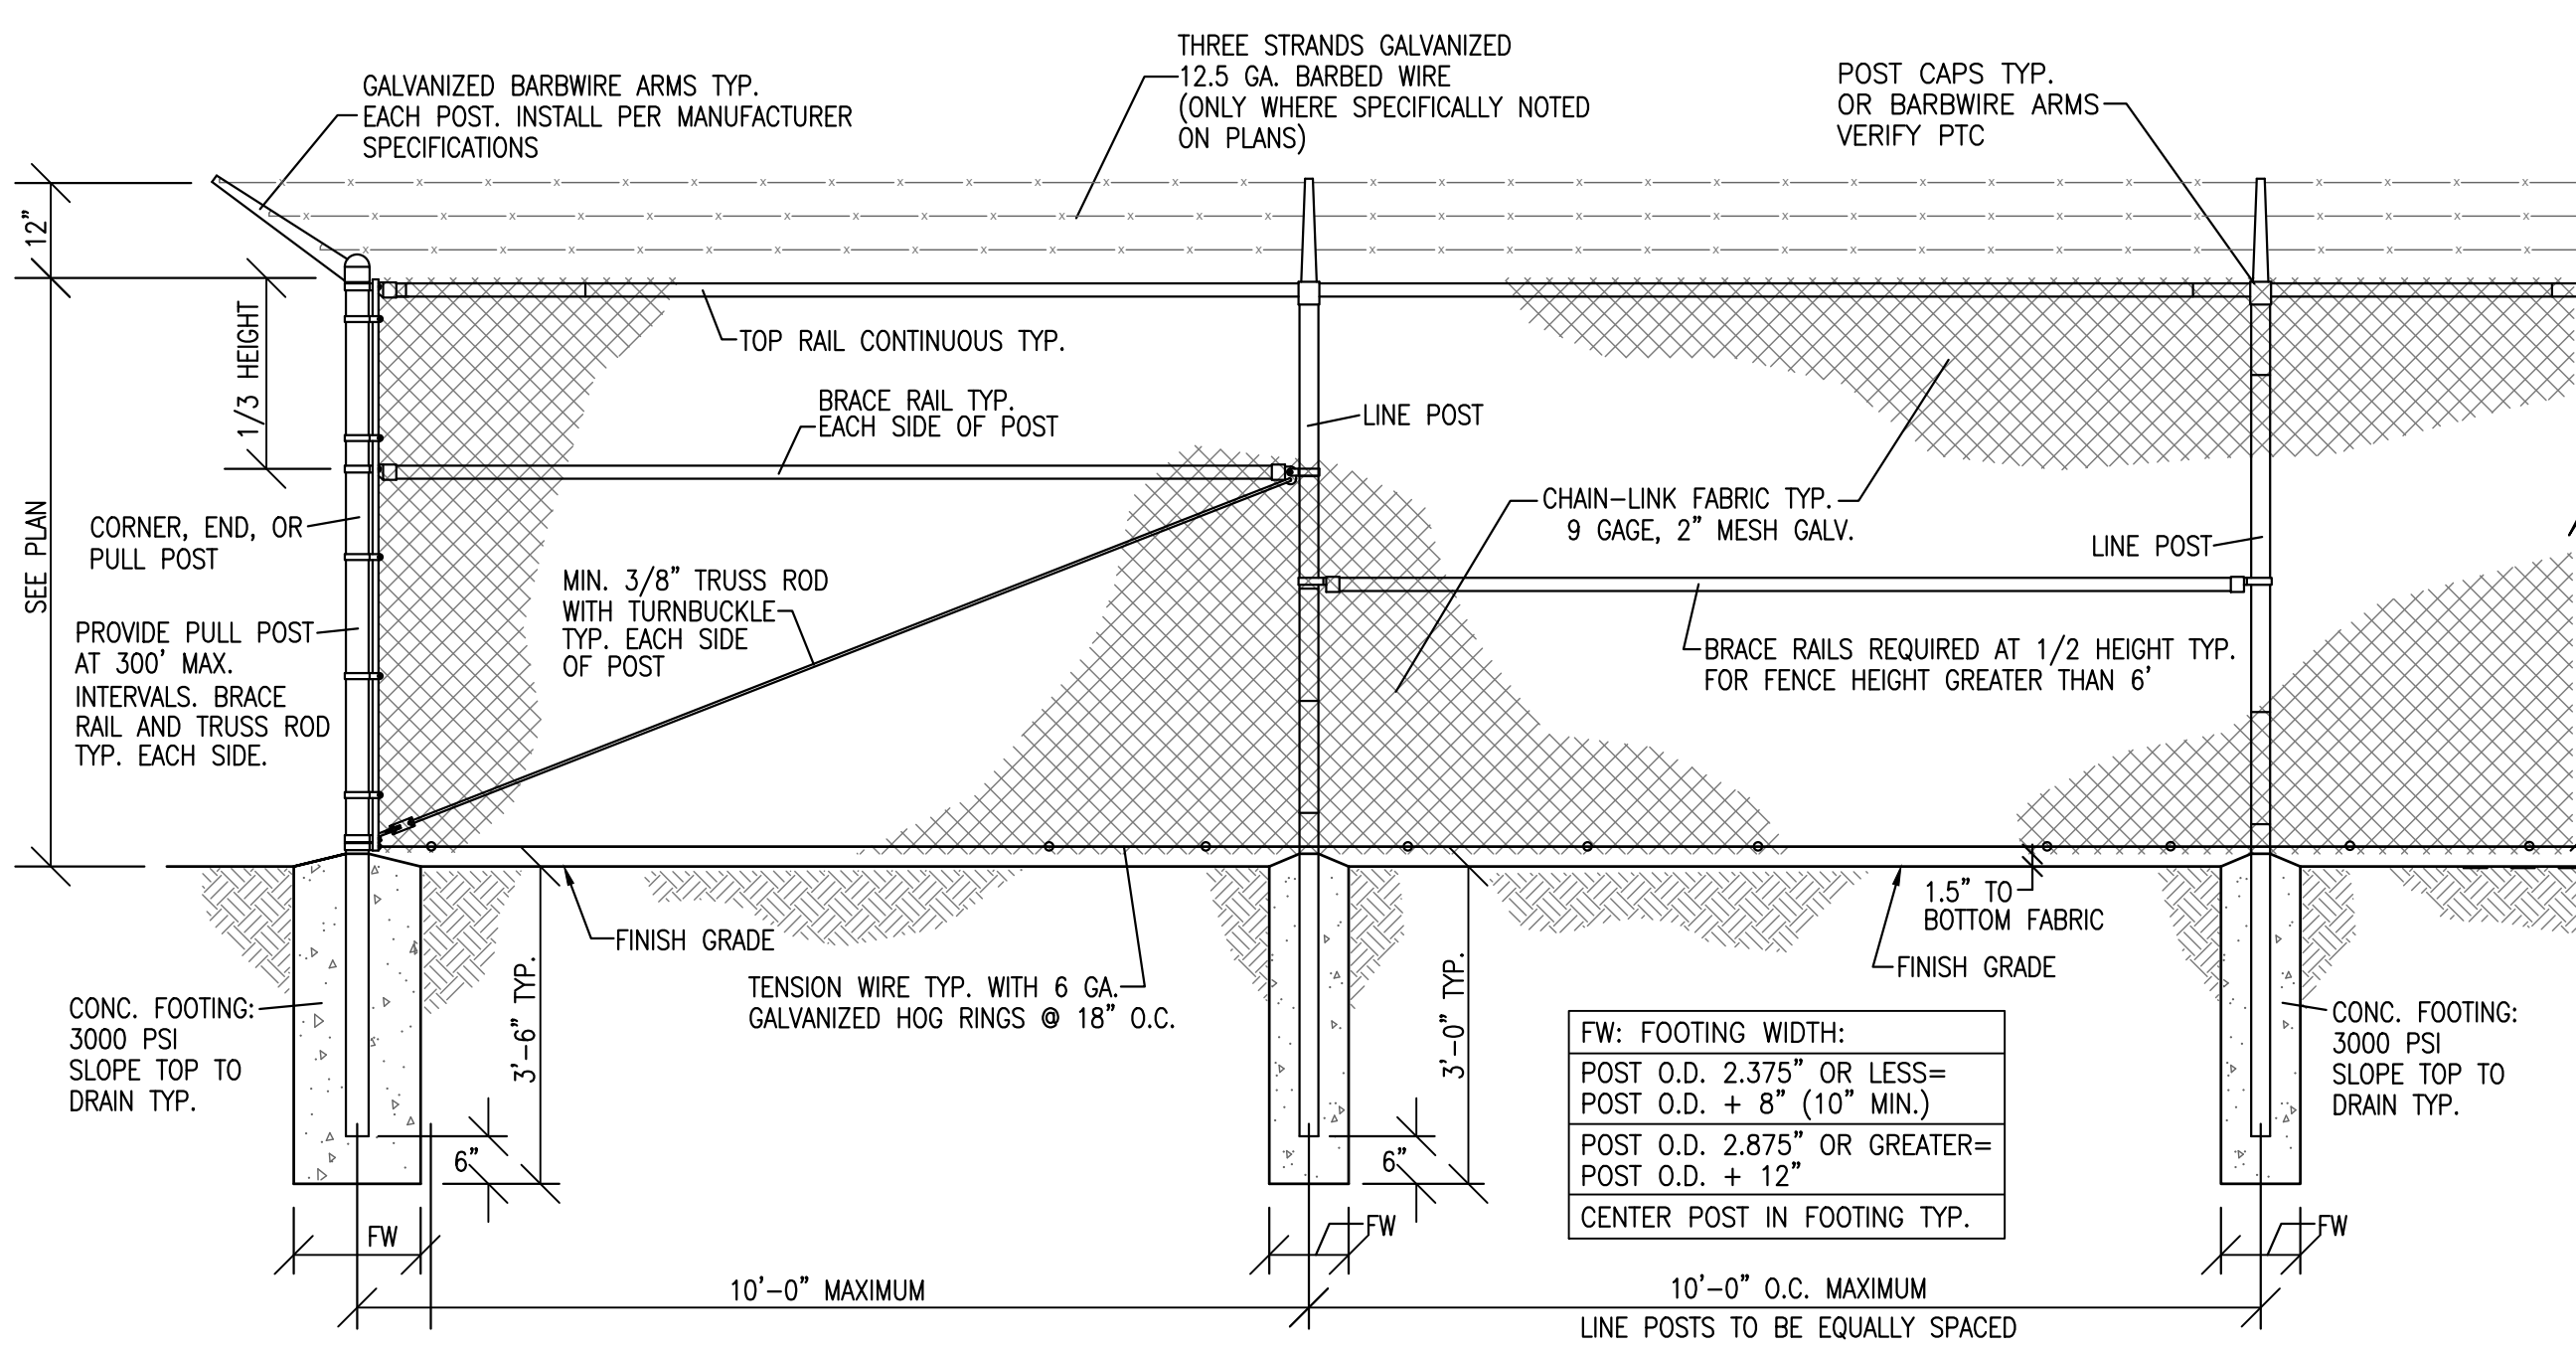 GALVANIZED BARBWIRE ARMS TYP.
EACH POST. INSTALL PER MANUFACTURER
SPECIFICATIONS
THREE STRANDS GALVANIZED
12.5 GA. BARBED WIRE
(ONLY WHERE SPECIFICALLY NOTED
ON PLANS)
POST CAPS TYP.
OR BARBWIRE ARMS
VERIFY PTC
12”
1/3 HEIGHT
SEE PLAN
TOP RAIL CONTINUOUS TYP.
BRACE RAIL TYP.
EACH SIDE OF POST
LINE POST
CHAIN-LINK FABRIC TYP.
9 GAGE, 2” MESH GALV.
LINE POST
CORNER, END, OR
PULL POST
PROVIDE PULL POST
AT 300’ MAX.
INTERVALS. BRACE
RAIL AND TRUSS ROD
TYP. EACH SIDE.
MIN. 3/8” TRUSS ROD
WITH TURNBUCKLE
TYP. EACH SIDE
OF POST
BRACE RAILS REQUIRED AT 1/2 HEIGHT TYP.
FOR FENCE HEIGHT GREATER THAN 6’
1.5” TO
BOTTOM FABRIC
FINISH GRADE
FINISH GRADE
TENSION WIRE TYP. WITH 6 GA.
GALVANIZED HOG RINGS @ 18” O.C.
CONC. FOOTING:
3000 PSI
SLOPE TOP TO
DRAIN TYP.
3’-6” TYP.
6”
3’-0” TYP.
6”
FW: FOOTING WIDTH:
POST O.D. 2.375” OR LESS=
POST O.D. + 8” (10” MIN.)
POST O.D. 2.875” OR GREATER=
POST O.D. + 12”
CENTER POST IN FOOTING TYP.
CONC. FOOTING:
3000 PSI
SLOPE TOP TO
DRAIN TYP.
FW
FW
FW
10’-0” MAXIMUM
10’-0” O.C. MAXIMUM
LINE POSTS TO BE EQUALLY SPACED